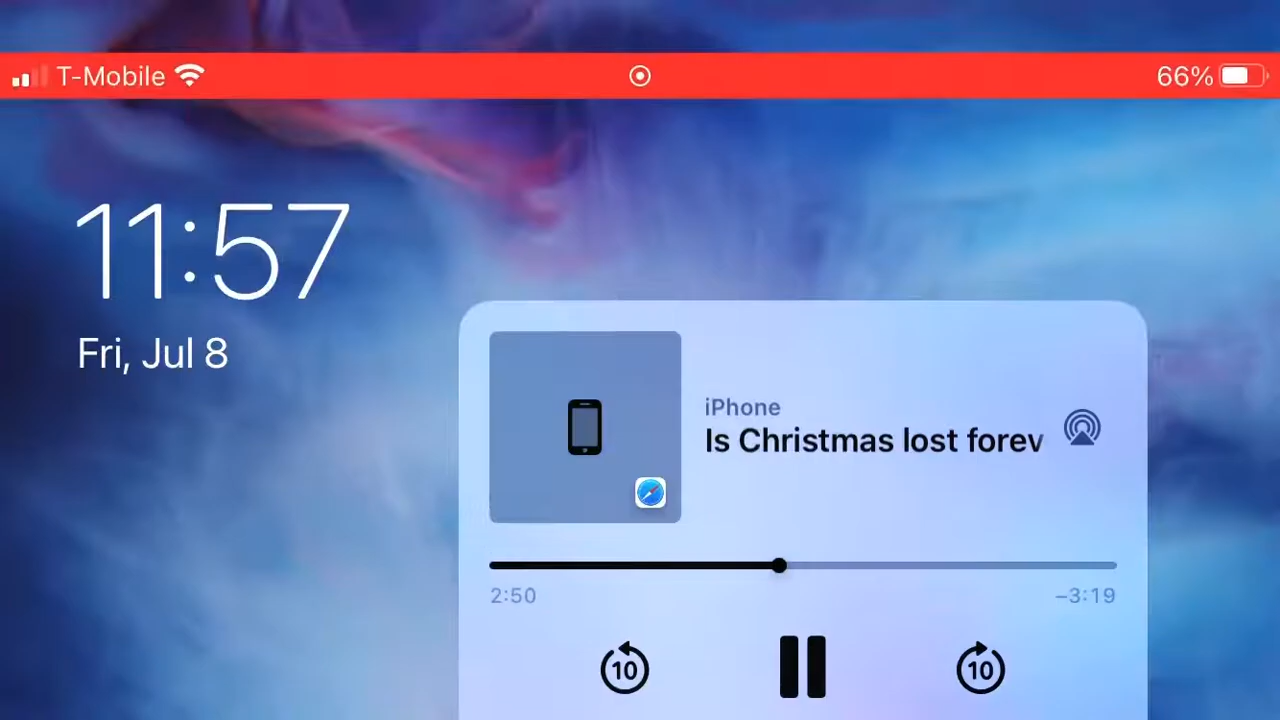 T-Mobile 66%
11:57
Fri, Jul 8
iPhone
Is Christmas lost forev
2:50 –3:19
10 10